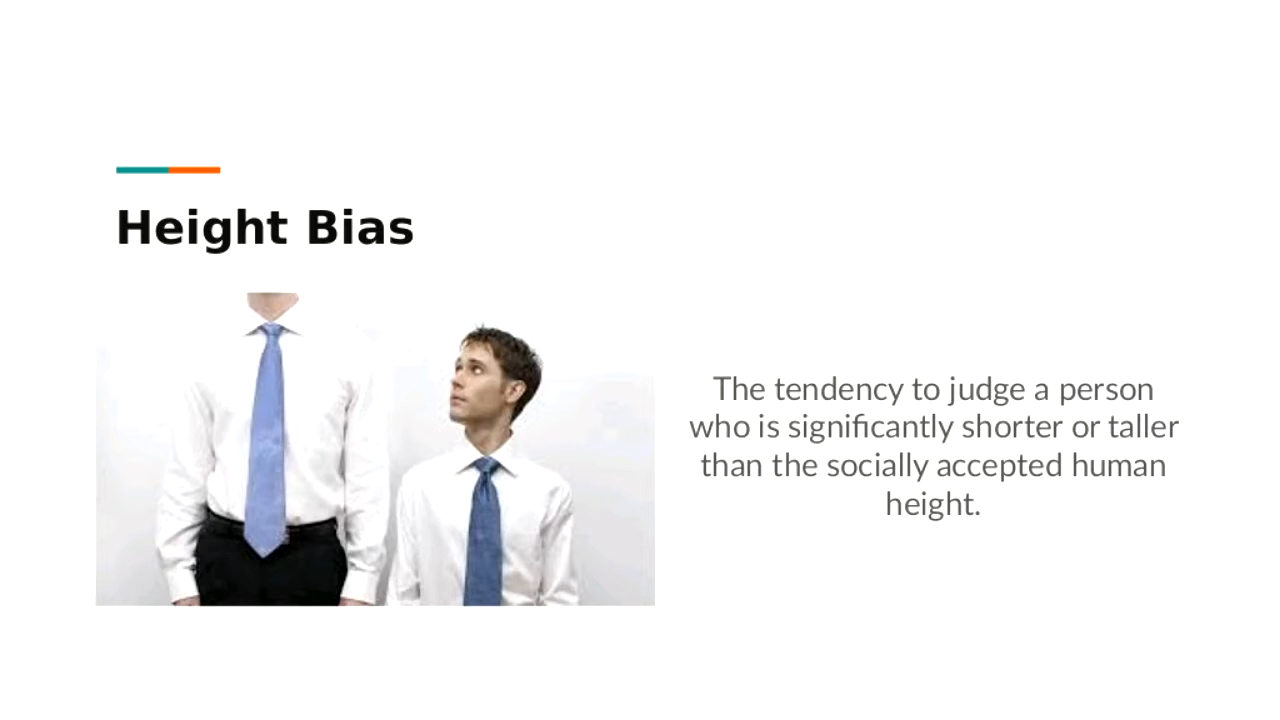 Height Bias
The tendency to judge a person
who is significantly shorter or taller
than the socially accepted human
height.